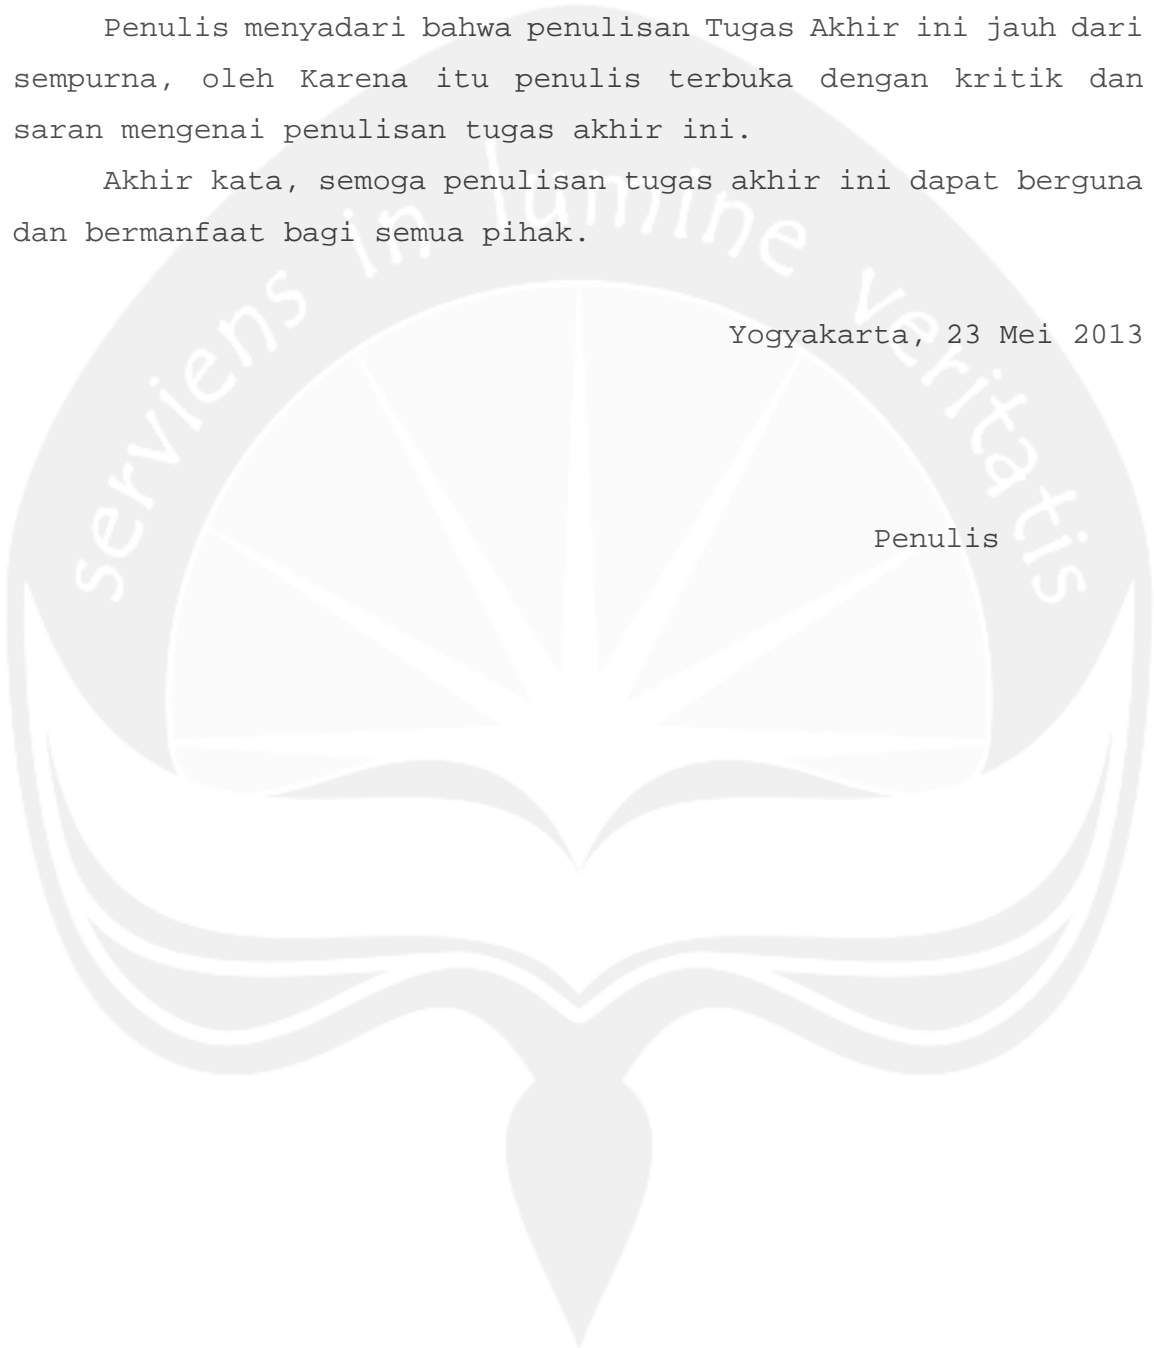 Penulis menyadari bahwa penulisan Tugas Akhir ini jauh dari
sempurna, oleh Karena itu penulis terbuka dengan kritik dan
saran mengenai penulisan tugas akhir ini.
Akhir kata, semoga penulisan tugas akhir ini dapat berguna
dan bermanfaat bagi semua pihak.
serviens in lumine veritatis
Yogyakarta, 23 Mei 2013
Penulis